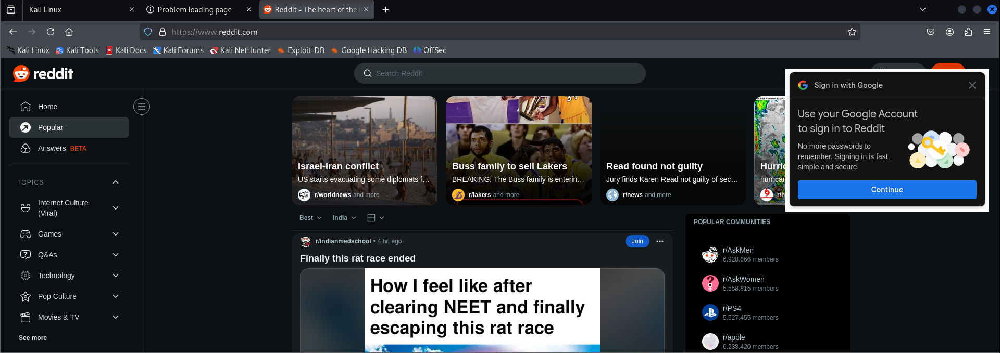 Kali Linux
Problem loading page
Reddit - The heart of the i
https://www.reddit.com
Kali Linux
Kali Tools
Kali Docs
Kali Forums
Kali NetHunter
Exploit-DB
Google Hacking DB
OffSec
reddit
Search Reddit
Home
Popular
Answers BETA
TOPICS
Internet Culture
(Viral)
Games
Q&As
Technology
Pop Culture
Movies & TV
See more
Israel-Iran conflict
US starts evacuating some diplomats f…
r/worldnews and more
Buss family to sell Lakers
BREAKING: The Buss family is enterin…
r/lakers and more
Read found not guilty
Jury finds Karen Read not guilty of sec…
r/news and more
Hurric
hurrican
r/h
Sign in with Google
Use your Google Account
to sign in to Reddit
No more passwords to
remember. Signing in is fast,
simple and secure.
Continue
Best
India
r/indianmedschool • 4 hr. ago
Join
Finally this rat race ended
How I feel like after
clearing NEET and finally
escaping this rat race
POPULAR COMMUNITIES
r/AskMen
6,928,666 members
r/AskWomen
5,558,815 members
r/PS4
5,527,455 members
r/apple
6,238,420 members